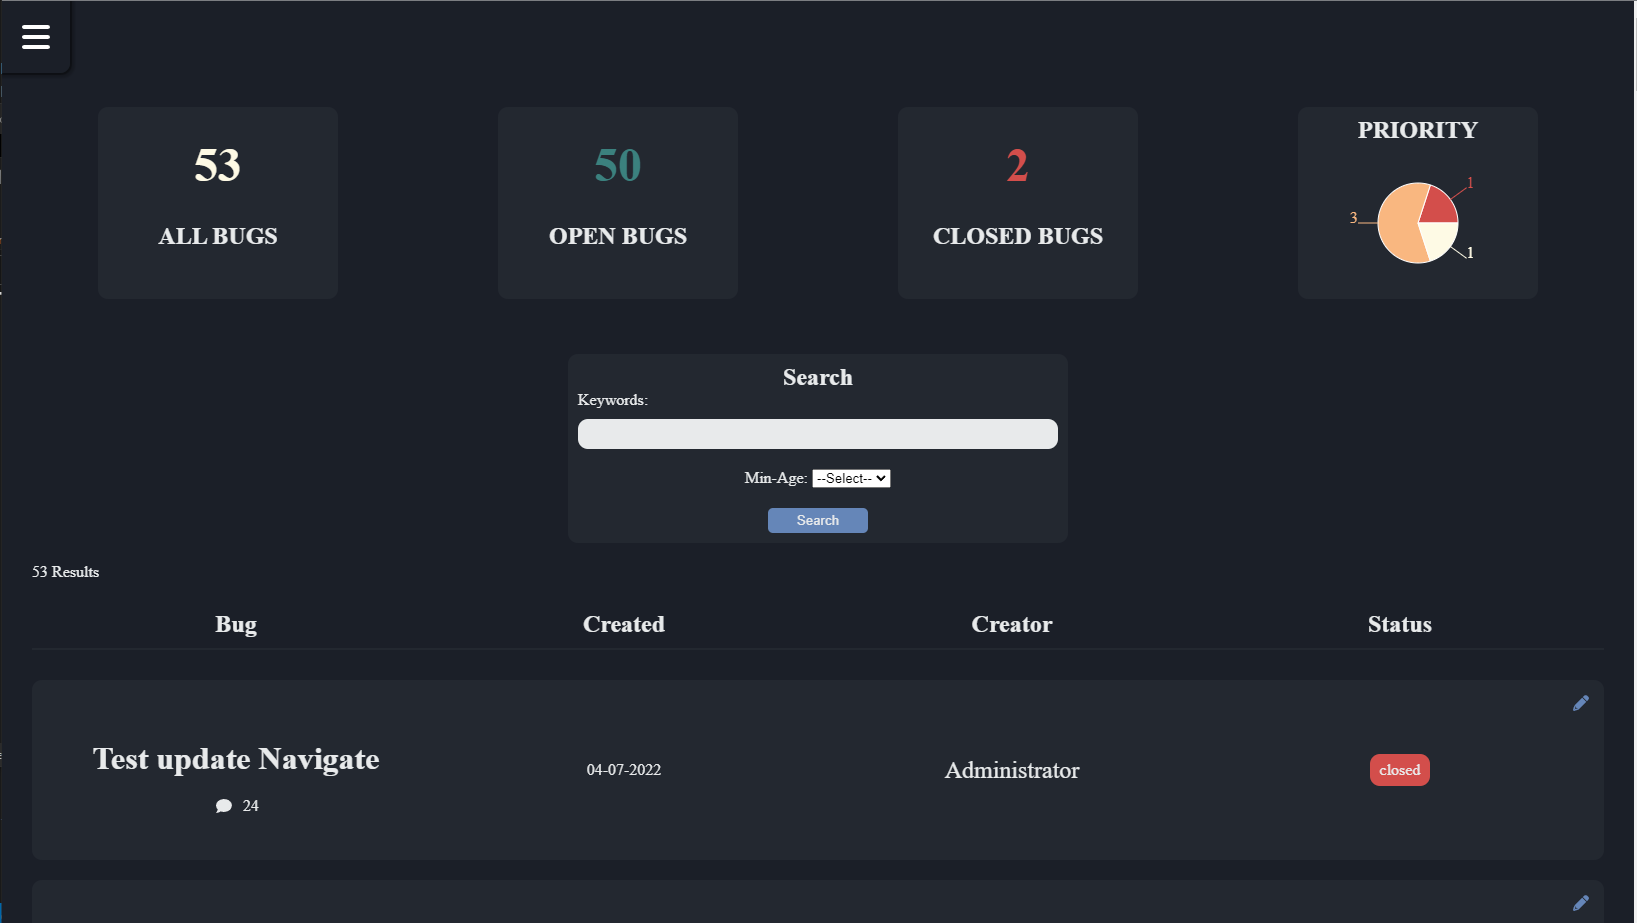 53
ALL BUGS
50
OPEN BUGS
2
CLOSED BUGS
PRIORITY
1
3
1
Search
Keywords:
Min-Age: --Select--
Search
53 Results
Bug Created Creator Status
Test update Navigate
24
04-07-2022
Administrator
closed